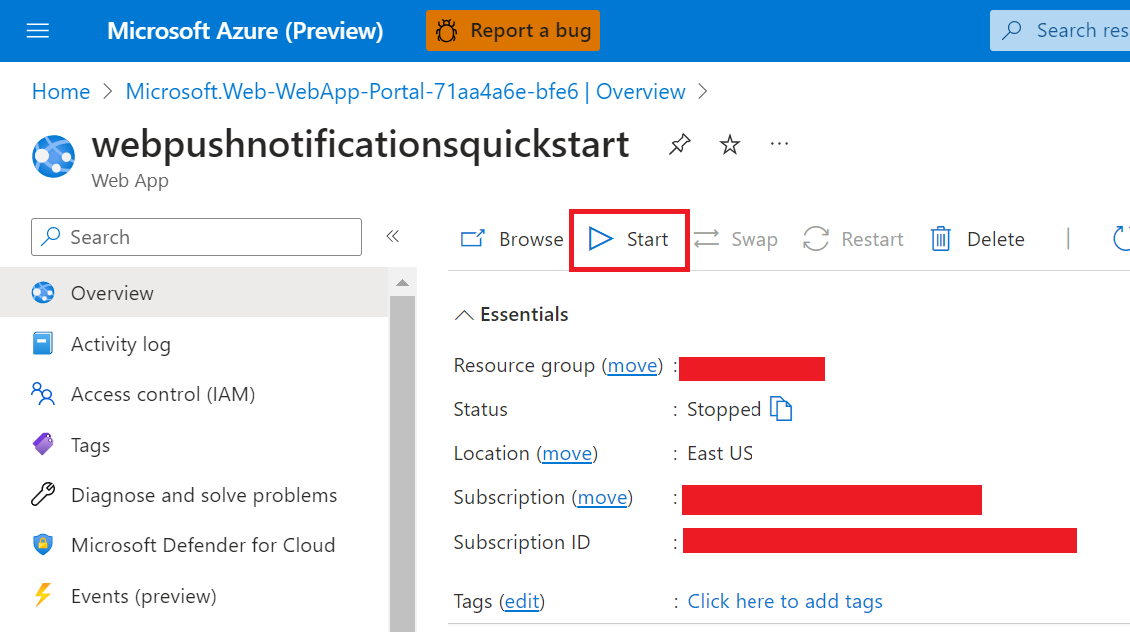 Microsoft Azure (Preview)
Report a bug
Search res
Home > Microsoft.Web-WebApp-Portal-71aa4a6e-bfe6 | Overview >
webpushnotificationsquickstart
Web App
Search
«
Browse
Start
Swap
Restart
Delete
Overview
Activity log
Access control (IAM)
Tags
Diagnose and solve problems
Microsoft Defender for Cloud
Events (preview)
Essentials
Resource group (move) :
Status : Stopped
Location (move) : East US
Subscription (move) :
Subscription ID :
Tags (edit) : Click here to add tags